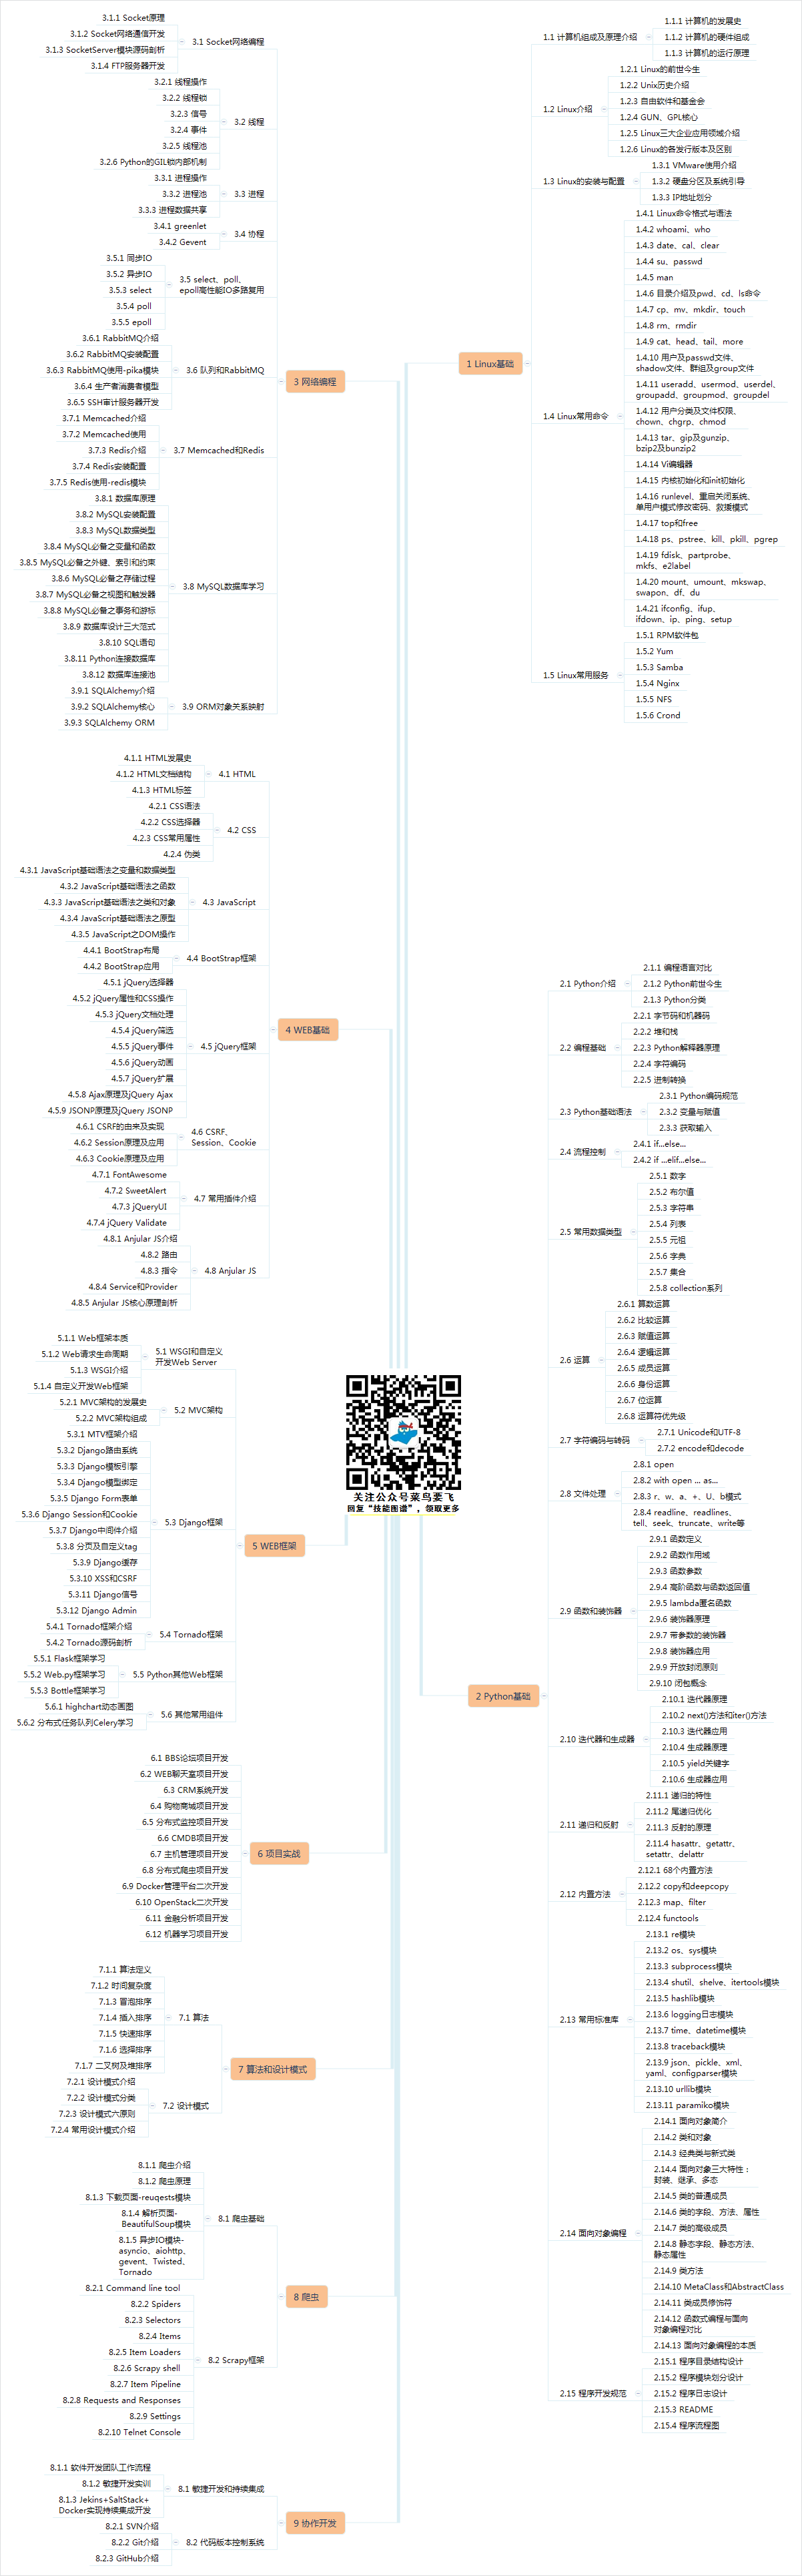 1 Linux基础
1.1 计算机组成及原理介绍
1.1.1 计算机的发展史
1.1.2 计算机的硬件组成
1.1.3 计算机的运行原理
1.2 Linux介绍
1.2.1 Linux的前世今生
1.2.2 Unix历史介绍
1.2.3 自由软件和基金会
1.2.4 GUN、GPL核心
1.2.5 Linux三大企业应用领域介绍
1.2.6 Linux的各发行版本及区别
1.3 Linux的安装与配置
1.3.1 VMware使用介绍
1.3.2 硬盘分区及系统引导
1.3.3 IP地址划分
1.4 Linux常用命令
1.4.1 Linux命令格式与语法
1.4.2 whoami、who
1.4.3 date、cal、clear
1.4.4 su、passwd
1.4.5 man
1.4.6 目录介绍及pwd、cd、ls命令
1.4.7 cp、mv、mkdir、touch
1.4.8 rm、rmdir
1.4.9 cat、head、tail、more
1.4.10 用户及passwd文件、
shadow文件、群组及group文件
1.4.11 useradd、usermod、userdel、
groupadd、groupmod、groupdel
1.4.12 用户分类及文件权限、
chown、chgrp、chmod
1.4.13 tar、gip及gunzip、
bzip2及bunzip2
1.4.14 Vi编辑器
1.4.15 内核初始化和init初始化
1.4.16 runlevel、重启关闭系统、
单用户模式修改密码、救援模式
1.4.17 top和free
1.4.18 ps、pstree、kill、pkill、pgrep
1.4.19 fdisk、partprobe、
mkfs、e2label
1.4.20 mount、umount、mkswap、
swapon、df、du
1.4.21 ifconfig、ifup、
ifdown、ip、ping、setup
1.5 Linux常用服务
1.5.1 RPM软件包
1.5.2 Yum
1.5.3 Samba
1.5.4 Nginx
1.5.5 NFS
1.5.6 Crond
2 Python基础
2.1 Python介绍
2.1.1 编程语言对比
2.1.2 Python前世今生
2.1.3 Python分类
2.2 编程基础
2.2.1 字节码和机器码
2.2.2 堆和栈
2.2.3 Python解释器原理
2.2.4 字符编码
2.2.5 进制转换
2.3 Python基础语法
2.3.1 Python编码规范
2.3.2 变量与赋值
2.3.3 获取输入
2.4 流程控制
2.4.1 if...else...
2.4.2 if ...elif...else...
2.5 常用数据类型
2.5.1 数字
2.5.2 布尔值
2.5.3 字符串
2.5.4 列表
2.5.5 元祖
2.5.6 字典
2.5.7 集合
2.5.8 collection系列
2.6 运算
2.6.1 算数运算
2.6.2 比较运算
2.6.3 赋值运算
2.6.4 逻辑运算
2.6.5 成员运算
2.6.6 身份运算
2.6.7 位运算
2.6.8 运算符优先级
2.7 字符编码与转码
2.7.1 Unicode和UTF-8
2.7.2 encode和decode
2.8 文件处理
2.8.1 open
2.8.2 with open ... as...
2.8.3 r、w、a、+、U、b模式
2.8.4 readline、readlines、
tell、seek、truncate、write等
2.9 函数和装饰器
2.9.1 函数定义
2.9.2 函数作用域
2.9.3 函数参数
2.9.4 高阶函数与函数返回值
2.9.5 lambda匿名函数
2.9.6 装饰器原理
2.9.7 带参数的装饰器
2.9.8 装饰器应用
2.9.9 开放封闭原则
2.9.10 闭包概念
2.10 迭代器和生成器
2.10.1 迭代器原理
2.10.2 next()方法和iter()方法
2.10.3 迭代器应用
2.10.4 生成器原理
2.10.5 yield关键字
2.10.6 生成器应用
2.11 递归和反射
2.11.1 递归的特性
2.11.2 尾递归优化
2.11.3 反射的原理
2.11.4 hasattr、getattr、
setattr、delattr
2.12 内置方法
2.12.1 68个内置方法
2.12.2 copy和deepcopy
2.12.3 map、filter
2.12.4 functools
2.13 常用标准库
2.13.1 re模块
2.13.2 os、sys模块
2.13.3 subprocess模块
2.13.4 shutil、shelve、itertools模块
2.13.5 hashlib模块
2.13.6 logging日志模块
2.13.7 time、datetime模块
2.13.8 traceback模块
2.13.9 json、pickle、xml、
yaml、configparser模块
2.13.10 urllib模块
2.13.11 paramiko模块
2.14 面向对象编程
2.14.1 面向对象简介
2.14.2 类和对象
2.14.3 经典类与新式类
2.14.4 面向对象三大特性：
封装、继承、多态
2.14.5 类的普通成员
2.14.6 类的字段、方法、属性
2.14.7 类的高级成员
2.14.8 静态字段、静态方法、
静态属性
2.14.9 类方法
2.14.10 MetaClass和AbstractClass
2.14.11 类成员修饰符
2.14.12 函数式编程与面向
对象编程对比
2.14.13 面向对象编程的本质
2.15 程序开发规范
2.15.1 程序目录结构设计
2.15.2 程序模块划分设计
2.15.2 程序日志设计
2.15.3 README
2.15.4 程序流程图
3 网络编程
3.1 Socket网络编程
3.1.1 Socket原理
3.1.2 Socket网络通信开发
3.1.3 SocketServer模块源码剖析
3.1.4 FTP服务器开发
3.2 线程
3.2.1 线程操作
3.2.2 线程锁
3.2.3 信号
3.2.4 事件
3.2.5 线程池
3.2.6 Python的GIL锁内部机制
3.3 进程
3.3.1 进程操作
3.3.2 进程池
3.3.3 进程数据共享
3.4 协程
3.4.1 greenlet
3.4.2 Gevent
3.5 select、poll、
epoll高性能IO多路复用
3.5.1 同步IO
3.5.2 异步IO
3.5.3 select
3.5.4 poll
3.5.5 epoll
3.6 队列和RabbitMQ
3.6.1 RabbitMQ介绍
3.6.2 RabbitMQ安装配置
3.6.3 RabbitMQ使用-pika模块
3.6.4 生产者消费者模型
3.6.5 SSH审计服务器开发
3.7 Memcached和Redis
3.7.1 Memcached介绍
3.7.2 Memcached使用
3.7.3 Redis介绍
3.7.4 Redis安装配置
3.7.5 Redis使用-redis模块
3.8 MySQL数据库学习
3.8.1 数据库原理
3.8.2 MySQL安装配置
3.8.3 MySQL数据类型
3.8.4 MySQL必备之变量和函数
3.8.5 MySQL必备之外键、索引和约束
3.8.6 MySQL必备之存储过程
3.8.7 MySQL必备之视图和触发器
3.8.8 MySQL必备之事务和游标
3.8.9 数据库设计三大范式
3.8.10 SQL语句
3.8.11 Python连接数据库
3.8.12 数据库连接池
3.9 ORM对象关系映射
3.9.1 SQLAlchemy介绍
3.9.2 SQLAlchemy核心
3.9.3 SQLAlchemy ORM
4 WEB基础
4.1 HTML
4.1.1 HTML发展史
4.1.2 HTML文档结构
4.1.3 HTML标签
4.2 CSS
4.2.1 CSS语法
4.2.2 CSS选择器
4.2.3 CSS常用属性
4.2.4 伪类
4.3 JavaScript
4.3.1 JavaScript基础语法之变量和数据类型
4.3.2 JavaScript基础语法之函数
4.3.3 JavaScript基础语法之类和对象
4.3.4 JavaScript基础语法之原型
4.3.5 JavaScript之DOM操作
4.4 BootStrap框架
4.4.1 BootStrap布局
4.4.2 BootStrap应用
4.5 jQuery框架
4.5.1 jQuery选择器
4.5.2 jQuery属性和CSS操作
4.5.3 jQuery文档处理
4.5.4 jQuery筛选
4.5.5 jQuery事件
4.5.6 jQuery动画
4.5.7 jQuery扩展
4.5.8 Ajax原理及jQuery Ajax
4.5.9 JSONP原理及jQuery JSONP
4.6 CSRF、
Session、Cookie
4.6.1 CSRF的由来及实现
4.6.2 Session原理及应用
4.6.3 Cookie原理及应用
4.7 常用插件介绍
4.7.1 FontAwesome
4.7.2 SweetAlert
4.7.3 jQueryUI
4.7.4 jQuery Validate
4.8 Anjular JS
4.8.1 Anjular JS介绍
4.8.2 路由
4.8.3 指令
4.8.4 Service和Provider
4.8.5 Anjular JS核心原理剖析
关注公众号菜鸟要飞
回复“技能图谱”，领取更多
5 WEB框架
5.1 WSGI和自定义
开发Web Server
5.1.1 Web框架本质
5.1.2 Web请求生命周期
5.1.3 WSGI介绍
5.1.4 自定义开发Web框架
5.2 MVC架构
5.2.1 MVC架构的发展史
5.2.2 MVC架构组成
5.3 Django框架
5.3.1 MTV框架介绍
5.3.2 Django路由系统
5.3.3 Django模板引擎
5.3.4 Django模型绑定
5.3.5 Django Form表单
5.3.6 Django Session和Cookie
5.3.7 Django中间件介绍
5.3.8 分页及自定义tag
5.3.9 Django缓存
5.3.10 XSS和CSRF
5.3.11 Django信号
5.3.12 Django Admin
5.4 Tornado框架
5.4.1 Tornado框架介绍
5.4.2 Tornado源码剖析
5.5 Python其他Web框架
5.5.1 Flask框架学习
5.5.2 Web.py框架学习
5.5.3 Bottle框架学习
5.6 其他常用组件
5.6.1 highchart动态画图
5.6.2 分布式任务队列Celery学习
6 项目实战
6.1 BBS论坛项目开发
6.2 WEB聊天室项目开发
6.3 CRM系统开发
6.4 购物商城项目开发
6.5 分布式监控项目开发
6.6 CMDB项目开发
6.7 主机管理项目开发
6.8 分布式爬虫项目开发
6.9 Docker管理平台二次开发
6.10 OpenStack二次开发
6.11 金融分析项目开发
6.12 机器学习项目开发
7 算法和设计模式
7.1 算法
7.1.1 算法定义
7.1.2 时间复杂度
7.1.3 冒泡排序
7.1.4 插入排序
7.1.5 快速排序
7.1.6 选择排序
7.1.7 二叉树及堆排序
7.2 设计模式
7.2.1 设计模式介绍
7.2.2 设计模式分类
7.2.3 设计模式六原则
7.2.4 常用设计模式介绍
8 爬虫
8.1 爬虫基础
8.1.1 爬虫介绍
8.1.2 爬虫原理
8.1.3 下载页面-reuqests模块
8.1.4 解析页面-
BeautifulSoup模块
8.1.5 异步IO模块-
asyncio、aiohttp、
gevent、Twisted、
Tornado
8.2 Scrapy框架
8.2.1 Command line tool
8.2.2 Spiders
8.2.3 Selectors
8.2.4 Items
8.2.5 Item Loaders
8.2.6 Scrapy shell
8.2.7 Item Pipeline
8.2.8 Requests and Responses
8.2.9 Settings
8.2.10 Telnet Console
9 协作开发
8.1 敏捷开发和持续集成
8.1.1 软件开发团队工作流程
8.1.2 敏捷开发实训
8.1.3 Jekins+SaltStack+
Docker实现持续集成开发
8.2 代码版本控制系统
8.2.1 SVN介绍
8.2.2 Git介绍
8.2.3 GitHub介绍